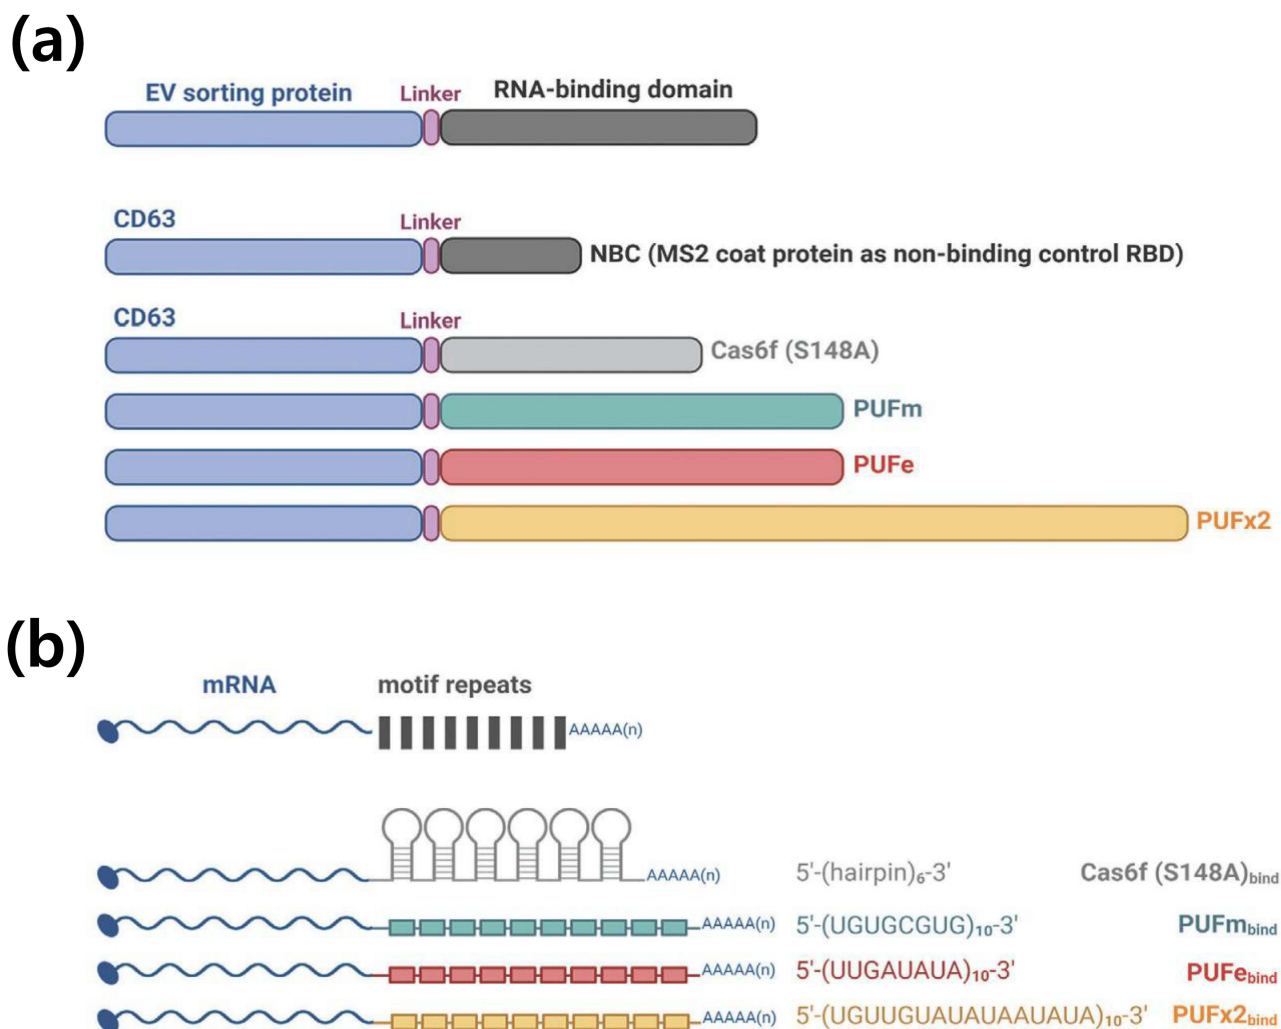 (a)
EV sorting protein Linker RNA-binding domain
CD63 Linker
NBC (MS2 coat protein as non-binding control RBD)
CD63 Linker
Cas6f (S148A)
PUFm
PUFe
PUFx2
(b)
mRNA motif repeats
AAAAA(n)
AAAAA(n) 5'-(hairpin)₆-3' Cas6f (S148A)bind
AAAAA(n) 5'-(UGUGCGUG)₁₀-3' PUFmbind
AAAAA(n) 5'-(UUGAUAUA)₁₀-3' PUFebind
AAAAA(n) 5'-(UGUUGUAUAUAAUAUA)₁₀-3' PUFx2bind